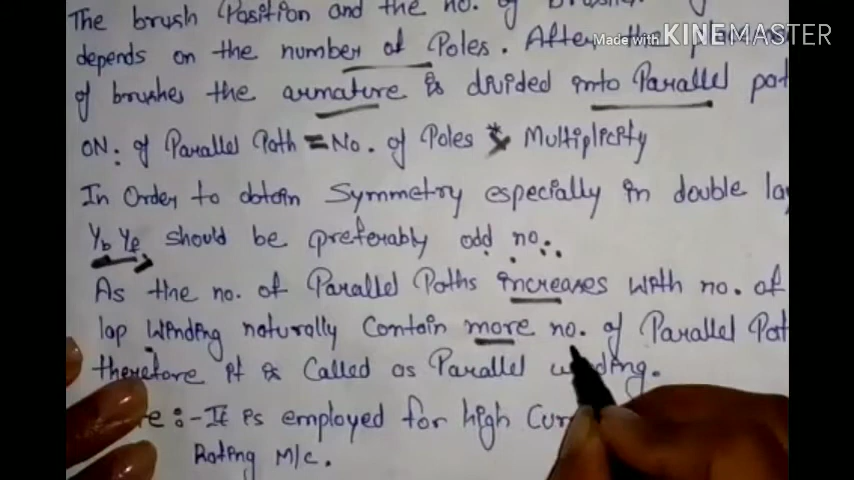 The brush Position and the no. of
Made with KINEMASTER
depends on the number of Poles. After the
of brushes the armature is divided into Parallel
ON. of Parallel Path = No. of Poles * Multiplicity
In Order to obtain Symmetry especially in double
Yb Yf should be preferably odd no.
As the no. of Parallel Paths increases with no. of
lap Winding naturally Contain more no. of Parallel
therefore it is Called as Parallel winding.
:- It is employed for high
Rating M/c.